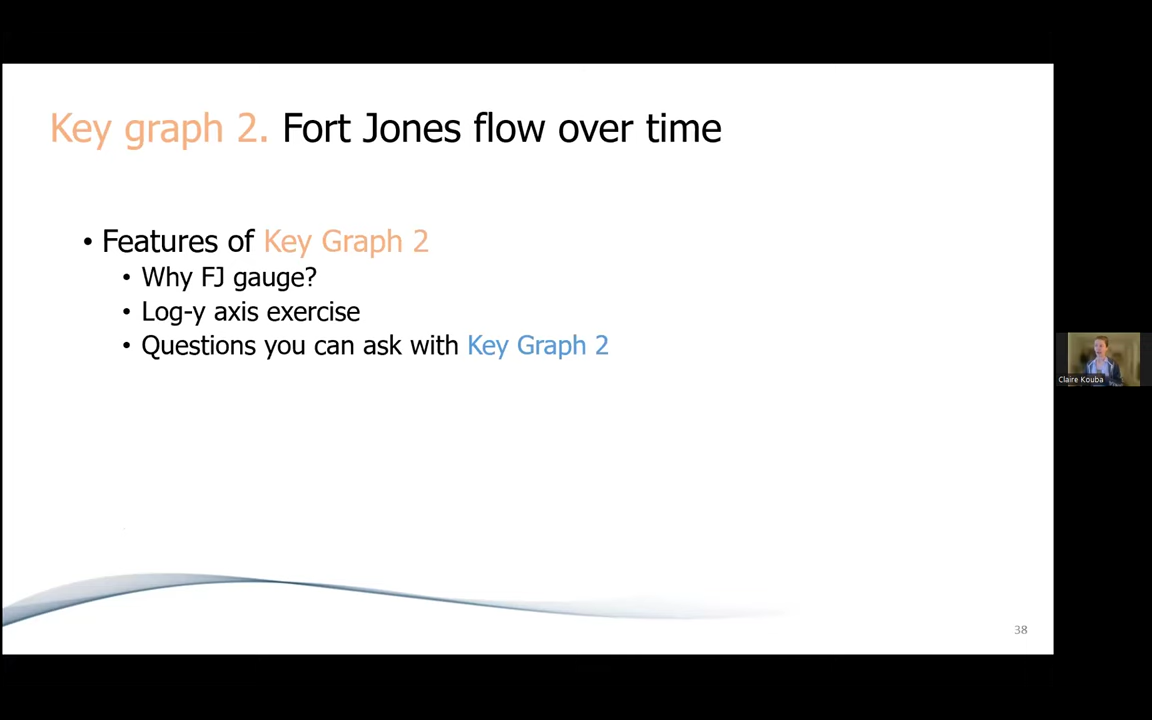 Key graph 2. Fort Jones flow over time
• Features of Key Graph 2
• Why FJ gauge?
• Log-y axis exercise
• Questions you can ask with Key Graph 2
Claire Kouba
38